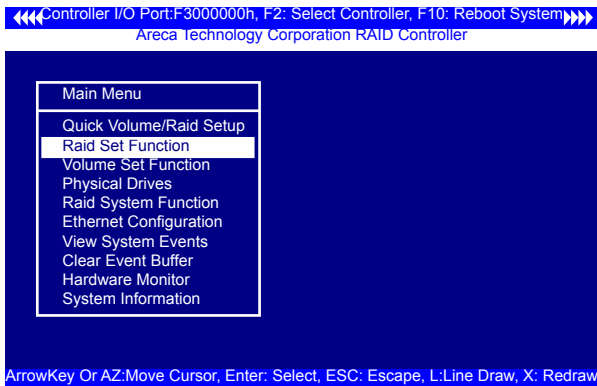 Controller I/O Port:F3000000h, F2: Select Controller, F10: Reboot System
Areca Technology Corporation RAID Controller
Main Menu
Quick Volume/Raid Setup
Raid Set Function
Volume Set Function
Physical Drives
Raid System Function
Ethernet Configuration
View System Events
Clear Event Buffer
Hardware Monitor
System Information
ArrowKey Or AZ:Move Cursor, Enter: Select, ESC: Escape, L:Line Draw, X: Redraw